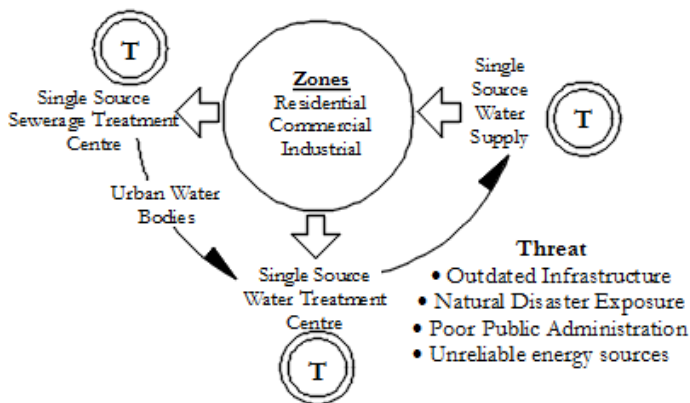 T
Single Source
Sewerage Treatment
Centre
Zones
Residential
Commercial
Industrial
Single
Source
Water
Supply
T
Urban Water
Bodies
Single Source
Water Treatment
Centre
T
Threat
• Outdated Infrastructure
• Natural Disaster Exposure
• Poor Public Administration
• Unreliable energy sources